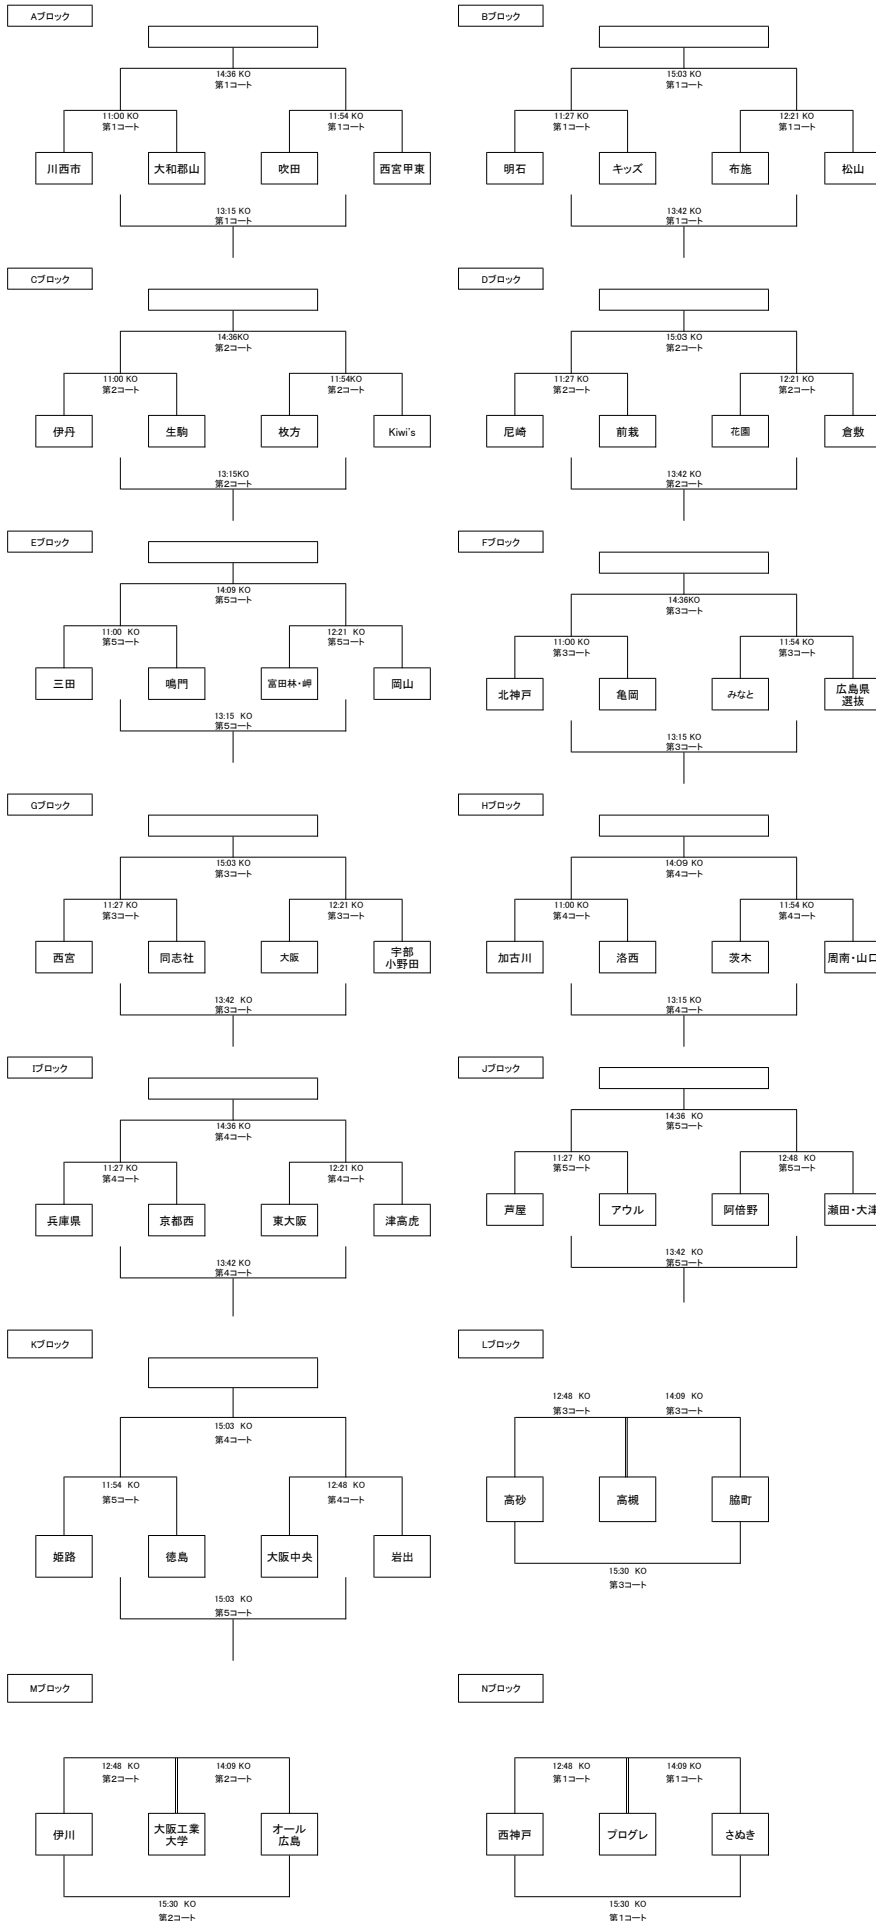 Aブロック
14:36 KO
第1コート
11:00 KO
第1コート
11:54 KO
第1コート
川西市
大和郡山
吹田
西宮甲東
13:15 KO
第1コート
Bブロック
15:03 KO
第1コート
11:27 KO
第1コート
12:21 KO
第1コート
明石
キッズ
布施
松山
13:42 KO
第1コート
Cブロック
14:36KO
第2コート
11:00 KO
第2コート
11:54KO
第2コート
伊丹
生駒
枚方
Kiwi's
13:15KO
第2コート
Dブロック
15:03 KO
第2コート
11:27 KO
第2コート
12:21 KO
第2コート
尼崎
前栽
花園
倉敷
13:42 KO
第2コート
Eブロック
14:09 KO
第5コート
11:00 KO
第5コート
12:21 KO
第5コート
三田
鳴門
富田林・岬
岡山
13:15 KO
第5コート
Fブロック
14:36KO
第3コート
11:00 KO
第3コート
11:54 KO
第3コート
北神戸
亀岡
みなと
広島県
選抜
13:15 KO
第3コート
Gブロック
15:03 KO
第3コート
11:27 KO
第3コート
12:21 KO
第3コート
西宮
同志社
大阪
宇部
小野田
13:42 KO
第3コート
Hブロック
14:09 KO
第4コート
11:00 KO
第4コート
11:54 KO
第4コート
加古川
洛西
茨木
周南・山口
13:15 KO
第4コート
Iブロック
14:36 KO
第4コート
11:27 KO
第4コート
12:21 KO
第4コート
兵庫県
京都西
東大阪
津高虎
13:42 KO
第4コート
Jブロック
14:36 KO
第5コート
11:27 KO
第5コート
12:48 KO
第5コート
芦屋
アウル
阿倍野
瀬田・大津
13:42 KO
第5コート
Kブロック
15:03 KO
第4コート
11:54 KO
第5コート
12:48 KO
第4コート
姫路
徳島
大阪中央
岩出
15:03 KO
第5コート
Lブロック
12:48 KO
第3コート
14:09 KO
第3コート
高砂
高槻
脇町
15:30 KO
第3コート
Mブロック
12:48 KO
第2コート
14:09 KO
第2コート
伊川
大阪工業
大学
オール
広島
15:30 KO
第2コート
Nブロック
12:48 KO
第1コート
14:09 KO
第1コート
西神戸
プログレ
さぬき
15:30 KO
第1コート